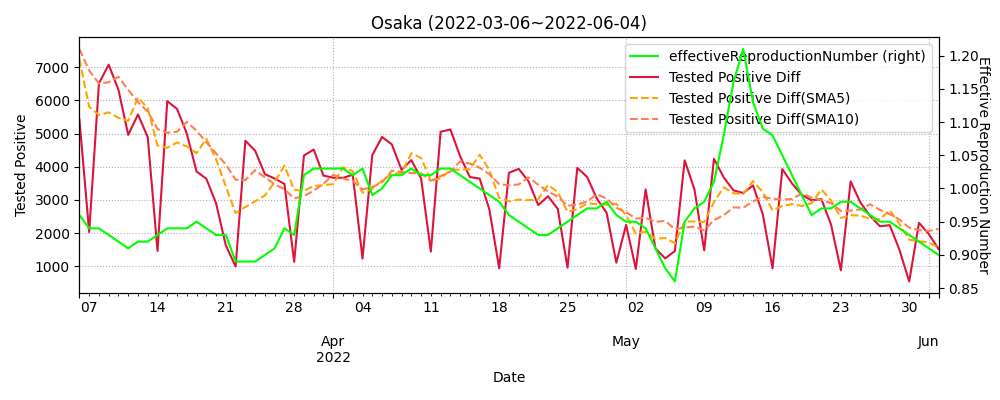 Osaka (2022-03-06~2022-06-04)
effectiveReproductionNumber (right)
Tested Positive Diff
Tested Positive Diff(SMA5)
Tested Positive Diff(SMA10)
Tested Positive
7000
6000
5000
4000
3000
2000
1000
Effective Reproduction Number
1.20
1.15
1.10
1.05
1.00
0.95
0.90
0.85
07 14 21 28 04 11 18 25 02 09 16 23 30
Apr May Jun
2022
Date